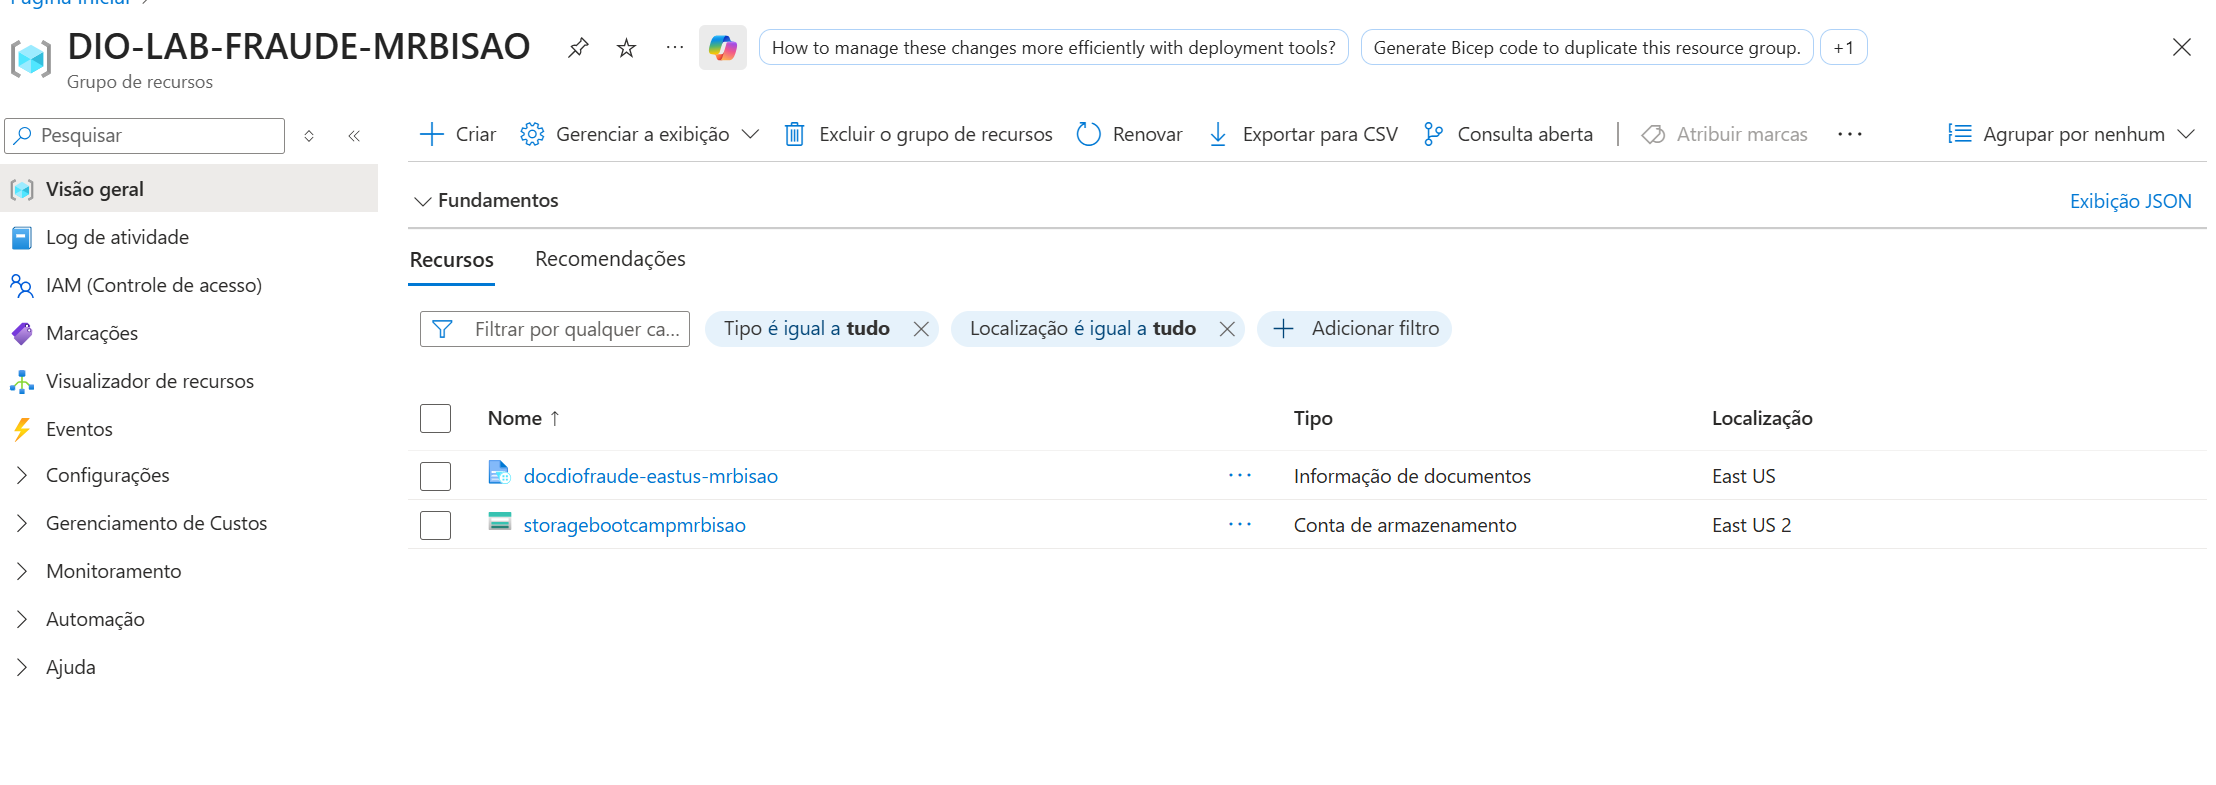 Página inicial
DIO-LAB-FRAUDE-MRBISAO
Grupo de recursos
How to manage these changes more efficiently with deployment tools?
Generate Bicep code to duplicate this resource group.
+1
Pesquisar
Criar
Gerenciar a exibição
Excluir o grupo de recursos
Renovar
Exportar para CSV
Consulta aberta
Atribuir marcas
Agrupar por nenhum
Visão geral
Log de atividade
IAM (Controle de acesso)
Marcações
Visualizador de recursos
Eventos
Configurações
Gerenciamento de Custos
Monitoramento
Automação
Ajuda
Fundamentos
Exibição JSON
Recursos
Recomendações
Filtrar por qualquer ca...
Tipo é igual a tudo
Localização é igual a tudo
Adicionar filtro
Nome ↑
Tipo
Localização
docdiofraude-eastus-mrbisao
Informação de documentos
East US
storagebootcampmrbisao
Conta de armazenamento
East US 2